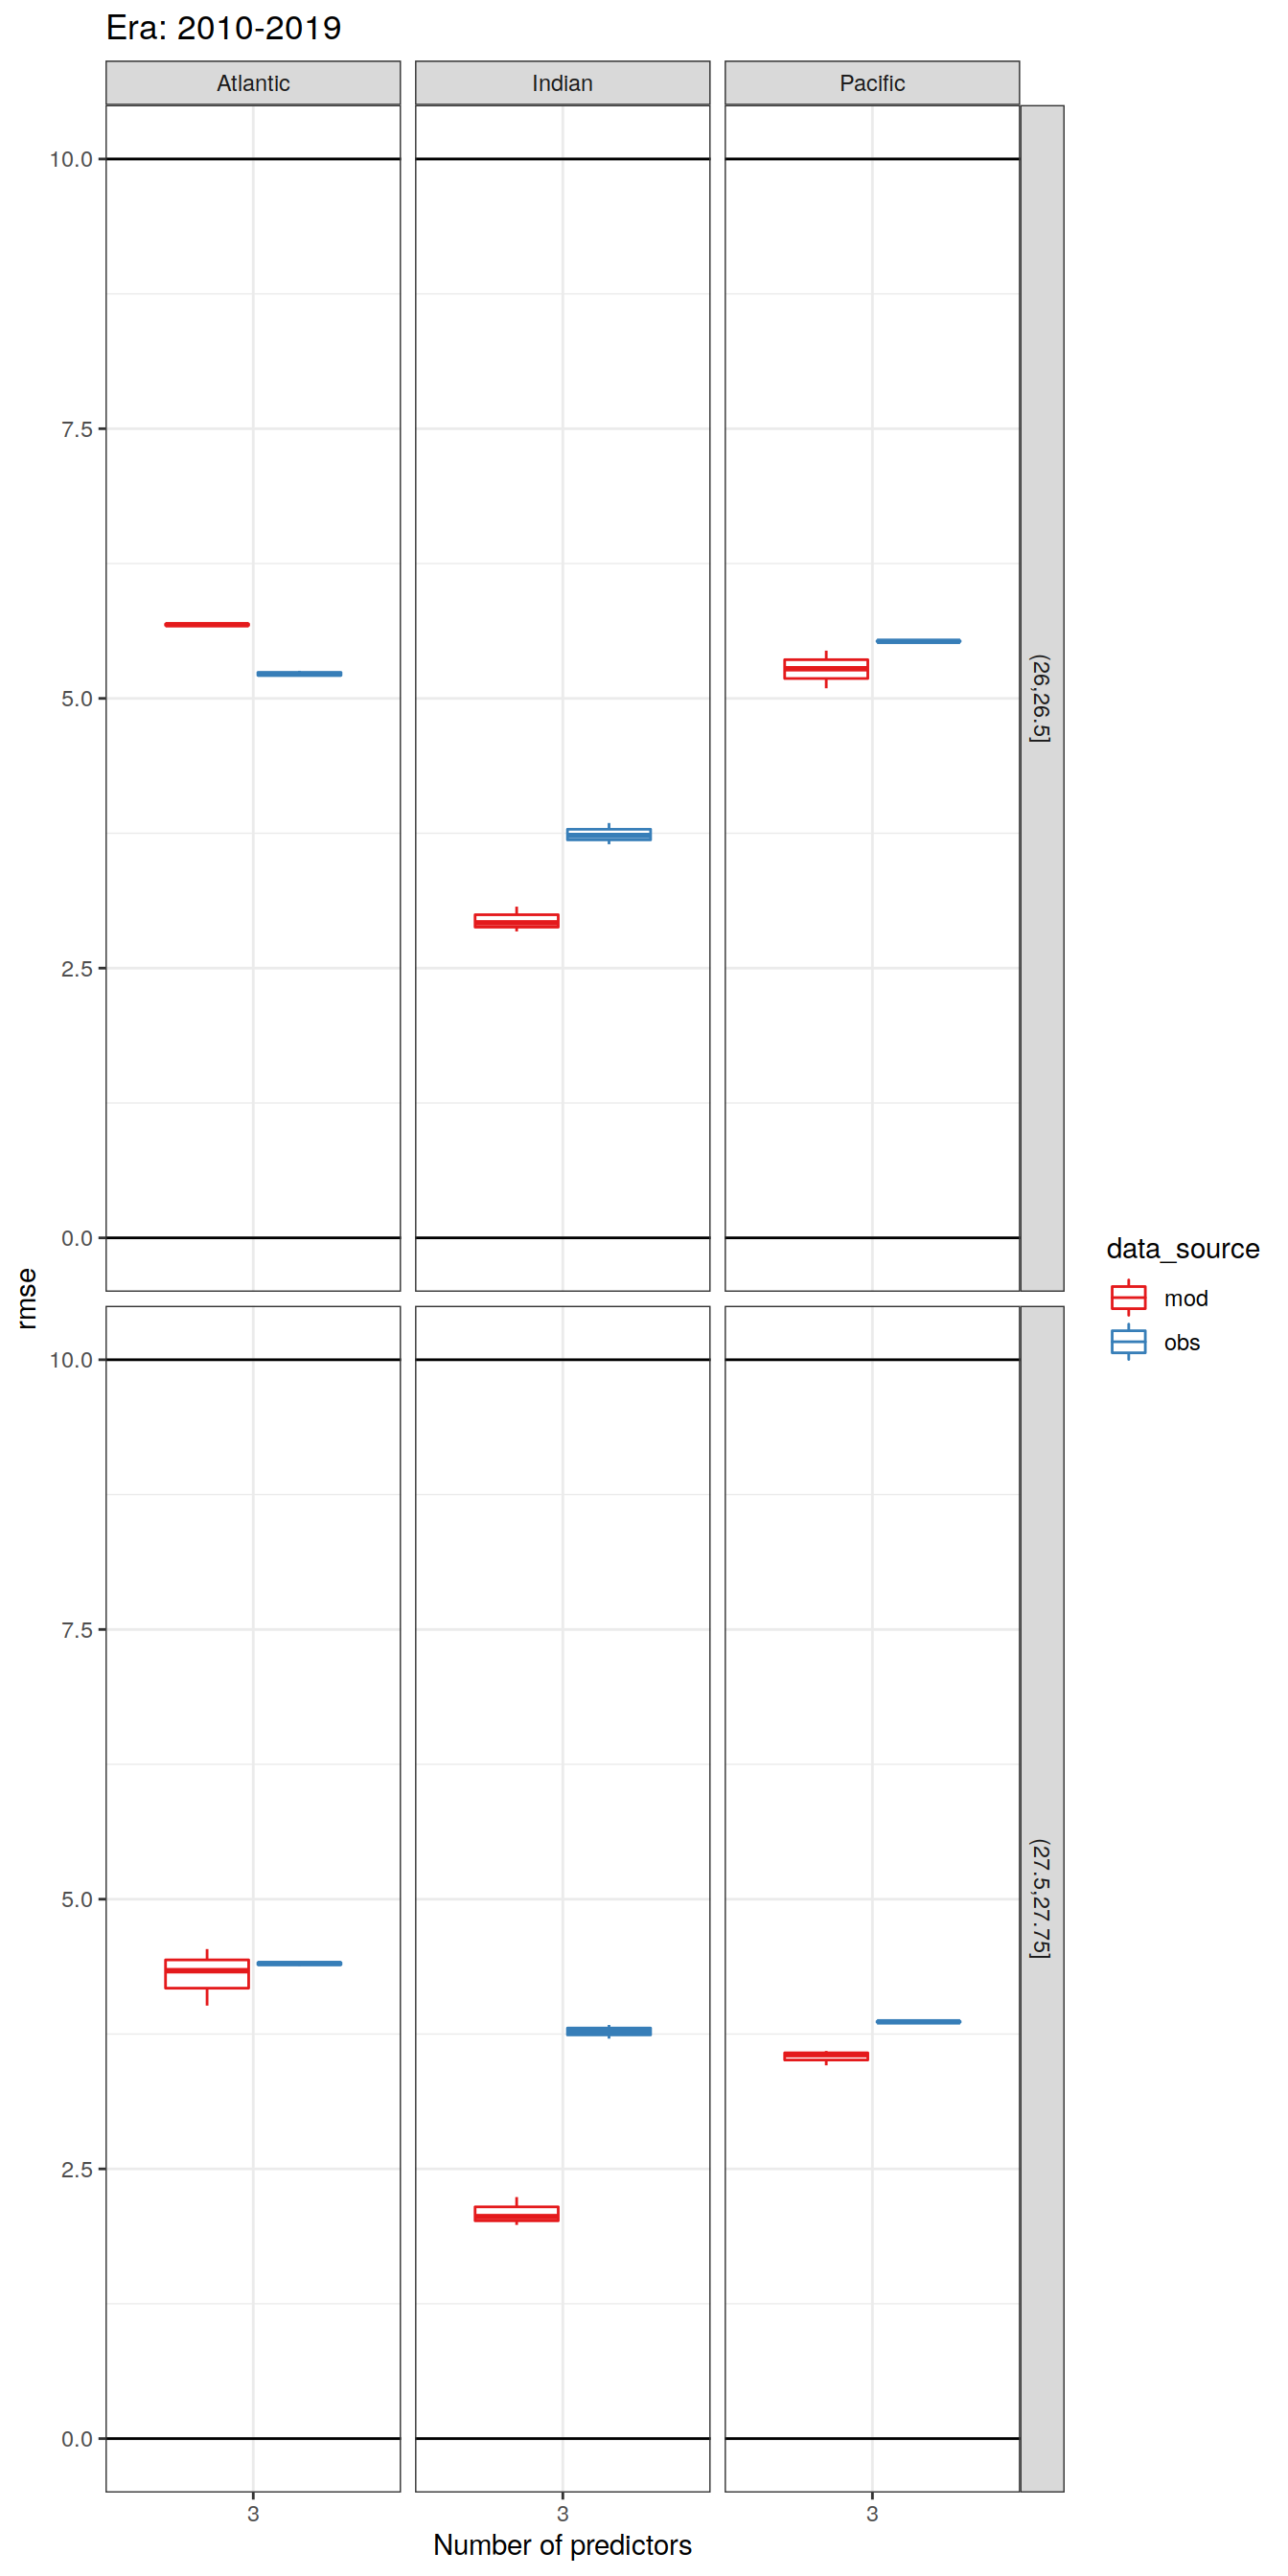 Era: 2010-2019
Atlantic
Indian
Pacific
10.0
7.5
5.0
2.5
0.0
(26,26.5]
10.0
7.5
5.0
2.5
0.0
(27.5,27.75]
rmse
3
3
3
Number of predictors
data_source
mod
obs